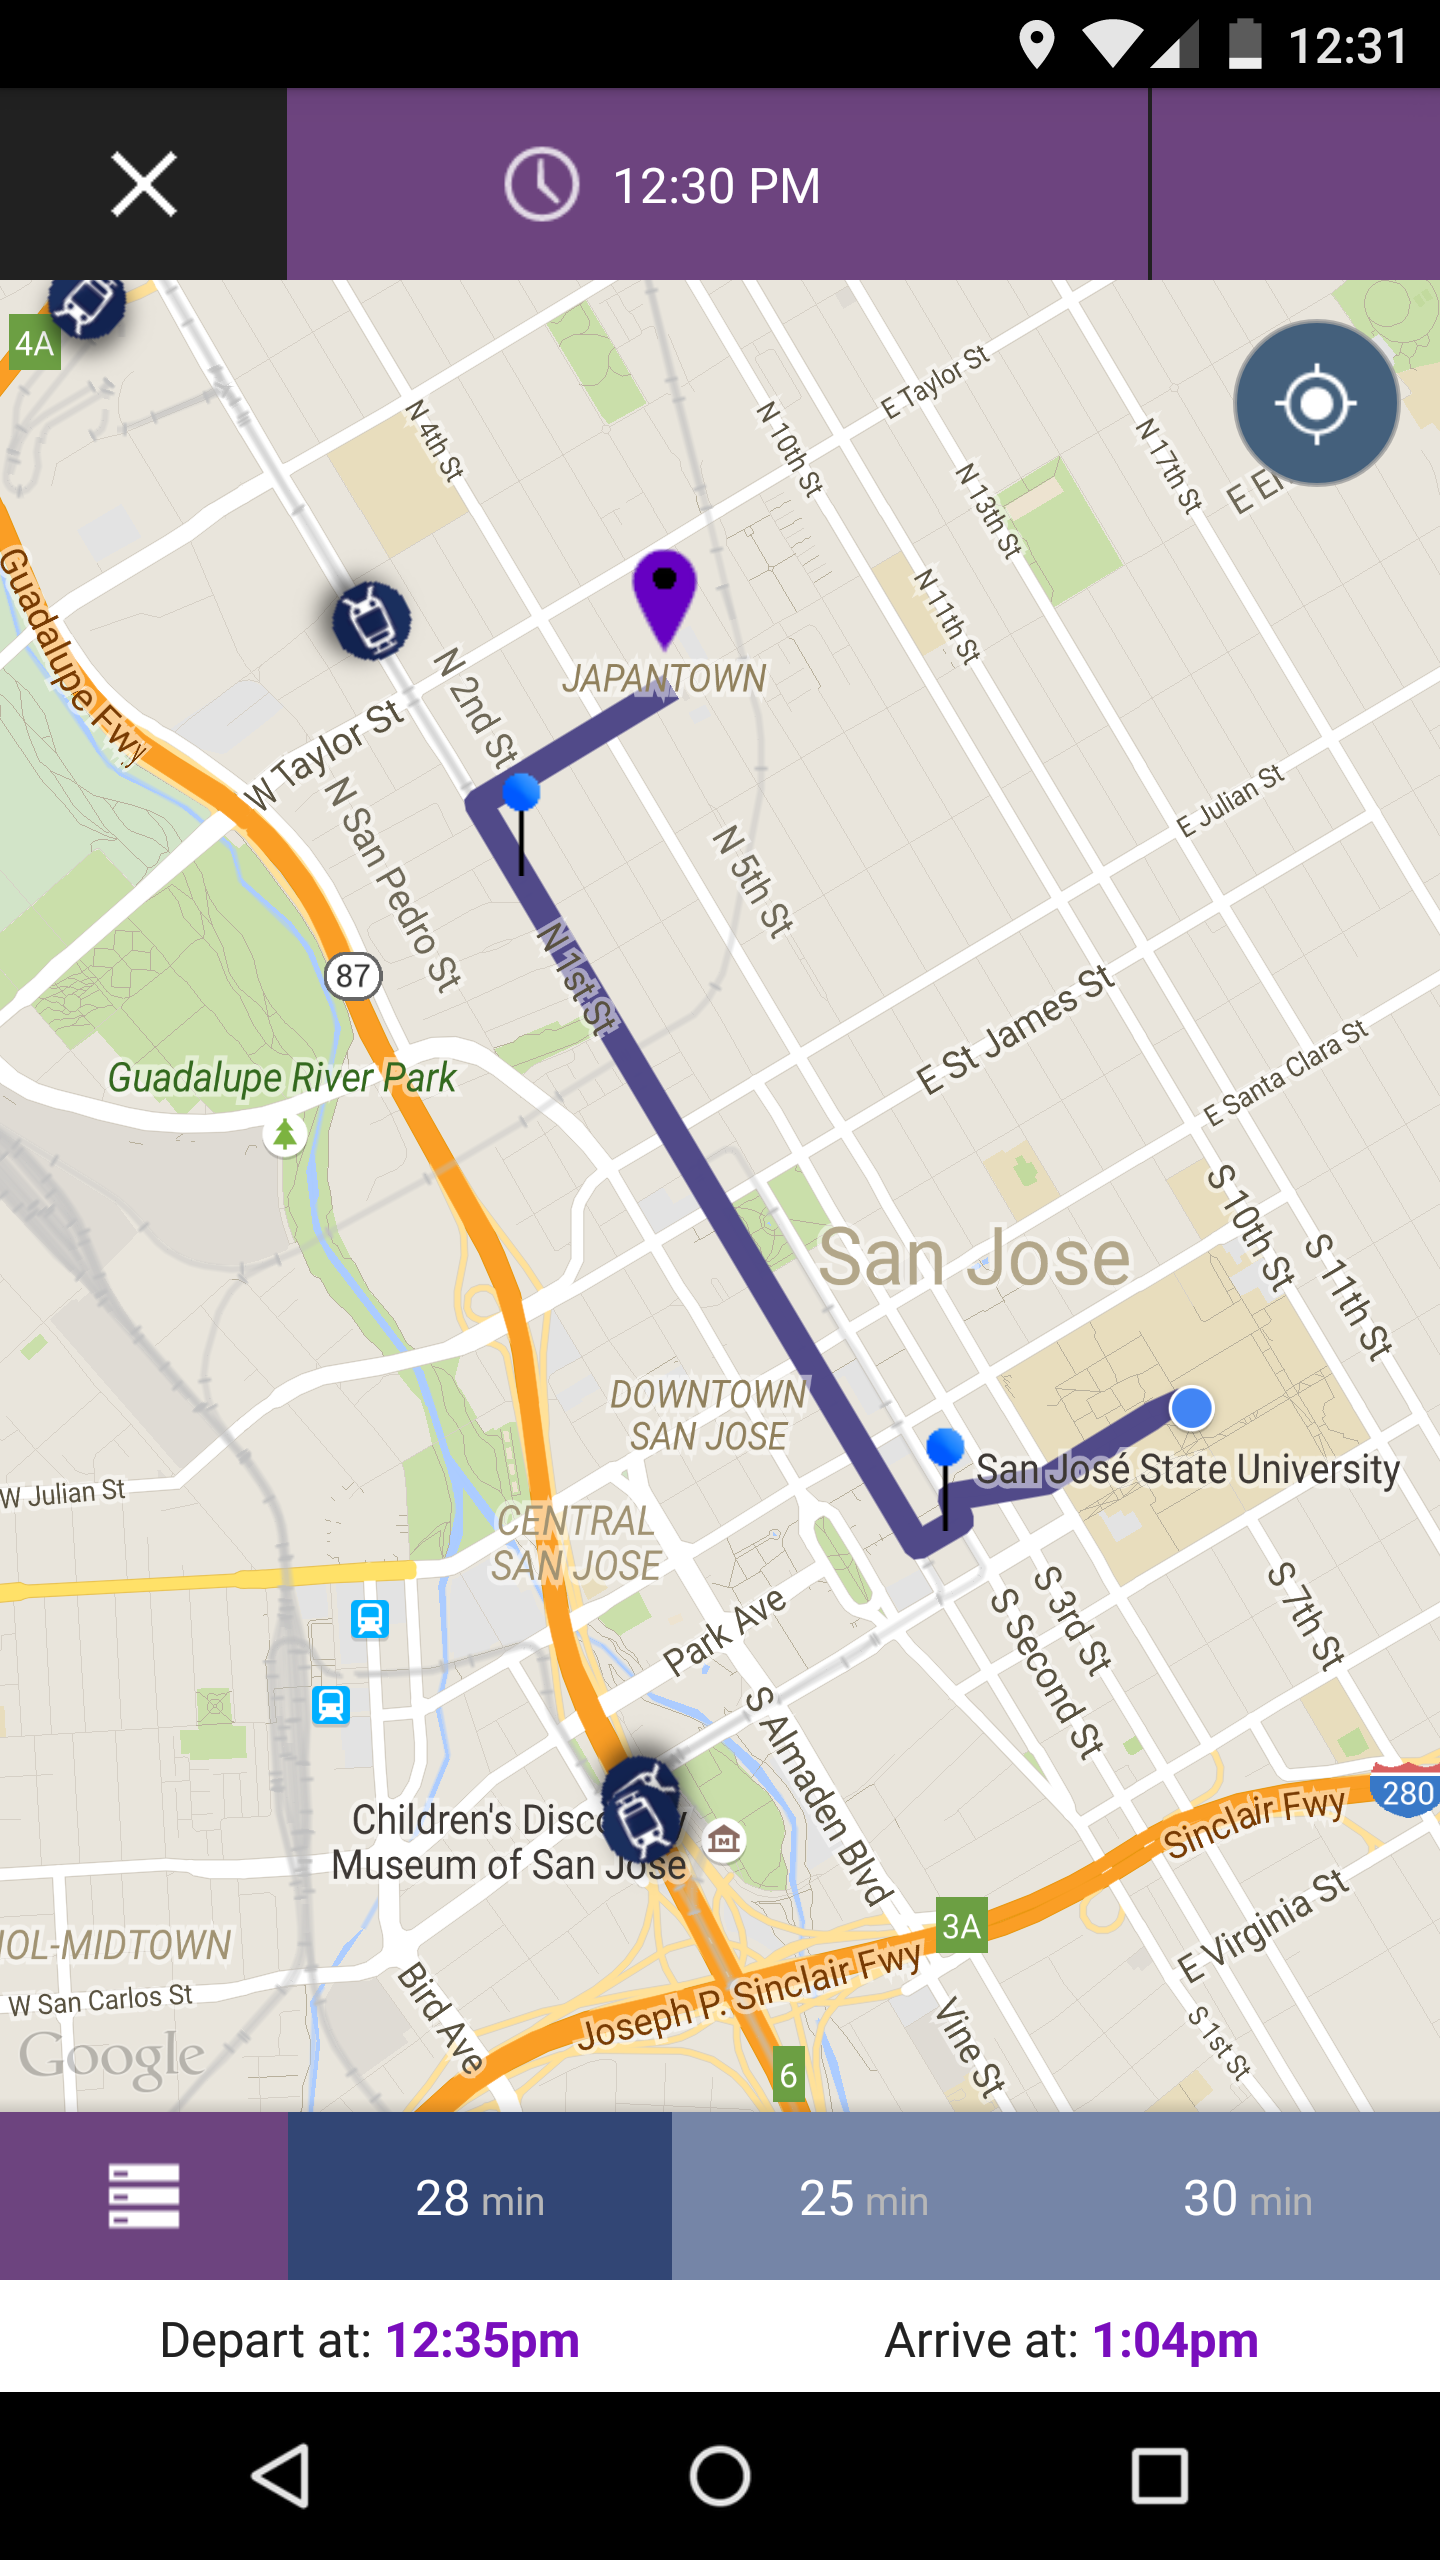 12:31
12:30 PM
4A
N 4th St
N 10th St
E Taylor St
N 13th St
N 17th St
N 11th St
Guadalupe Fwy
JAPANTOWN
N 2nd St
W Taylor St
N San Pedro St
E Julian St
N 5th St
N 1st St
87
E St James St
E Santa Clara St
Guadalupe River Park
San Jose
S 10th St
S 11th St
DOWNTOWN
SAN JOSE
San José State University
W Julian St
CENTRAL
SAN JOSE
Park Ave
S 3rd St
S Second St
S 7th St
S Almaden Blvd
280
Sinclair Fwy
Children's Disc y
Museum of San Jose
3A
E Virginia St
IOL-MIDTOWN
W San Carlos St
Bird Ave
Joseph P. Sinclair Fwy
Vine St
S 1st St
Google
6
28 min
25 min
30 min
Depart at: 12:35pm
Arrive at: 1:04pm